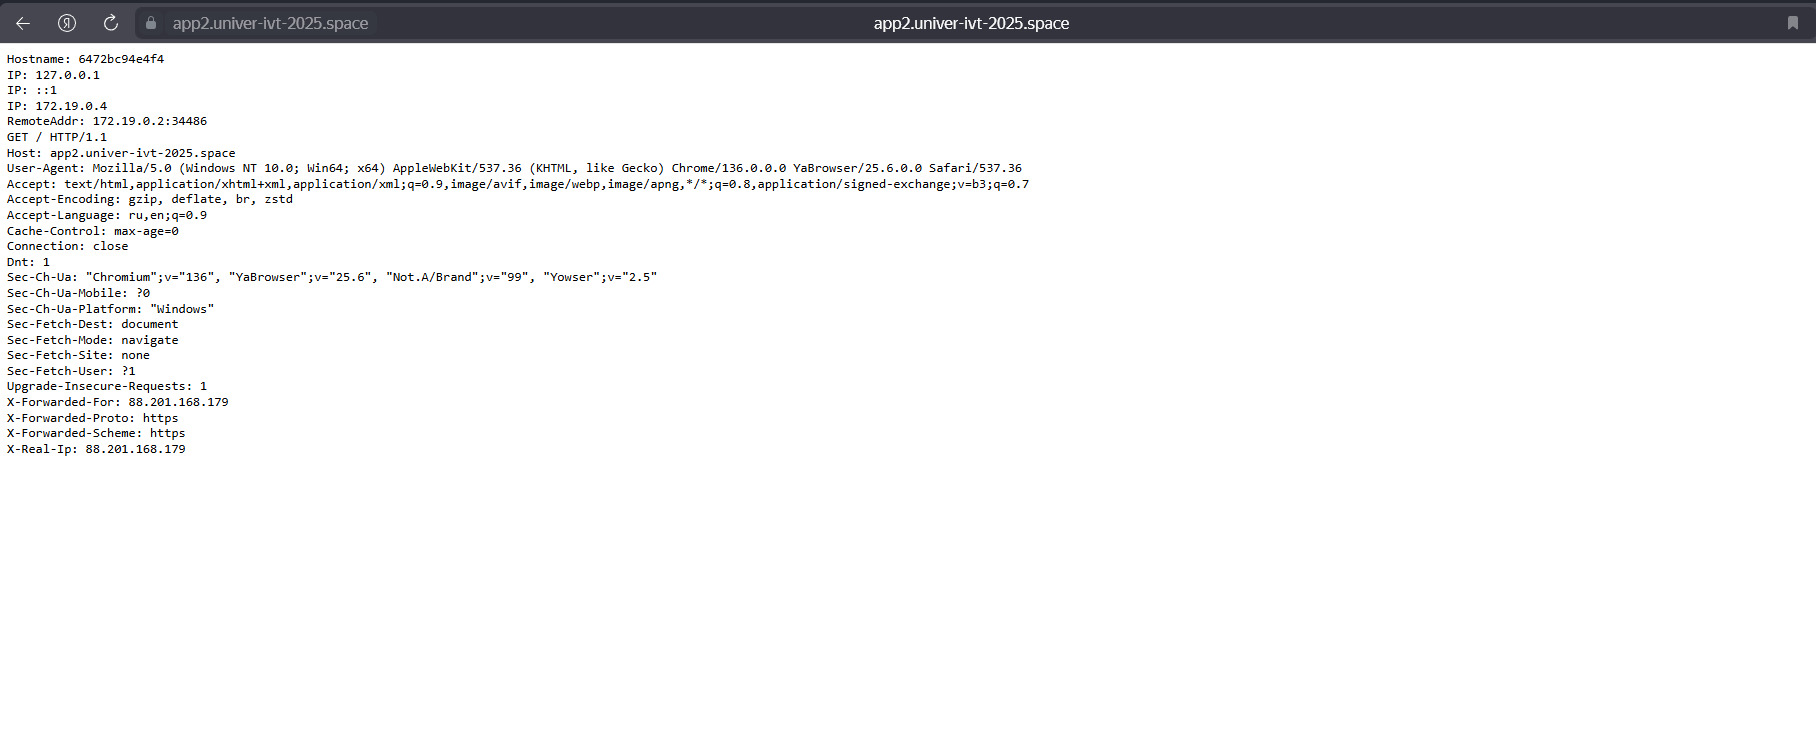 app2.univer-ivt-2025.space
app2.univer-ivt-2025.space
Hostname: 6472bc94e4f4
IP: 127.0.0.1
IP: ::1
IP: 172.19.0.4
RemoteAddr: 172.19.0.2:34486
GET / HTTP/1.1
Host: app2.univer-ivt-2025.space
User-Agent: Mozilla/5.0 (Windows NT 10.0; Win64; x64) AppleWebKit/537.36 (KHTML, like Gecko) Chrome/136.0.0.0 YaBrowser/25.6.0.0 Safari/537.36
Accept: text/html,application/xhtml+xml,application/xml;q=0.9,image/avif,image/webp,image/apng,*/*;q=0.8,application/signed-exchange;v=b3;q=0.7
Accept-Encoding: gzip, deflate, br, zstd
Accept-Language: ru,en;q=0.9
Cache-Control: max-age=0
Connection: close
Dnt: 1
Sec-Ch-Ua: "Chromium";v="136", "YaBrowser";v="25.6", "Not.A/Brand";v="99", "Yowser";v="2.5"
Sec-Ch-Ua-Mobile: ?0
Sec-Ch-Ua-Platform: "Windows"
Sec-Fetch-Dest: document
Sec-Fetch-Mode: navigate
Sec-Fetch-Site: none
Sec-Fetch-User: ?1
Upgrade-Insecure-Requests: 1
X-Forwarded-For: 88.201.168.179
X-Forwarded-Proto: https
X-Forwarded-Scheme: https
X-Real-Ip: 88.201.168.179